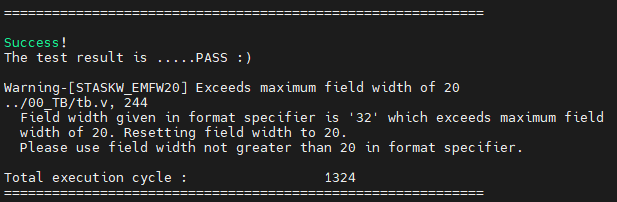 ============================================================
Success!
The test result is .....PASS :)
Warning-[STASKW_EMFW20] Exceeds maximum field width of 20
../00_TB/tb.v, 244
Field width given in format specifier is '32' which exceeds maximum field
width of 20. Resetting field width to 20.
Please use field width not greater than 20 in format specifier.
Total execution cycle :                 1324
============================================================